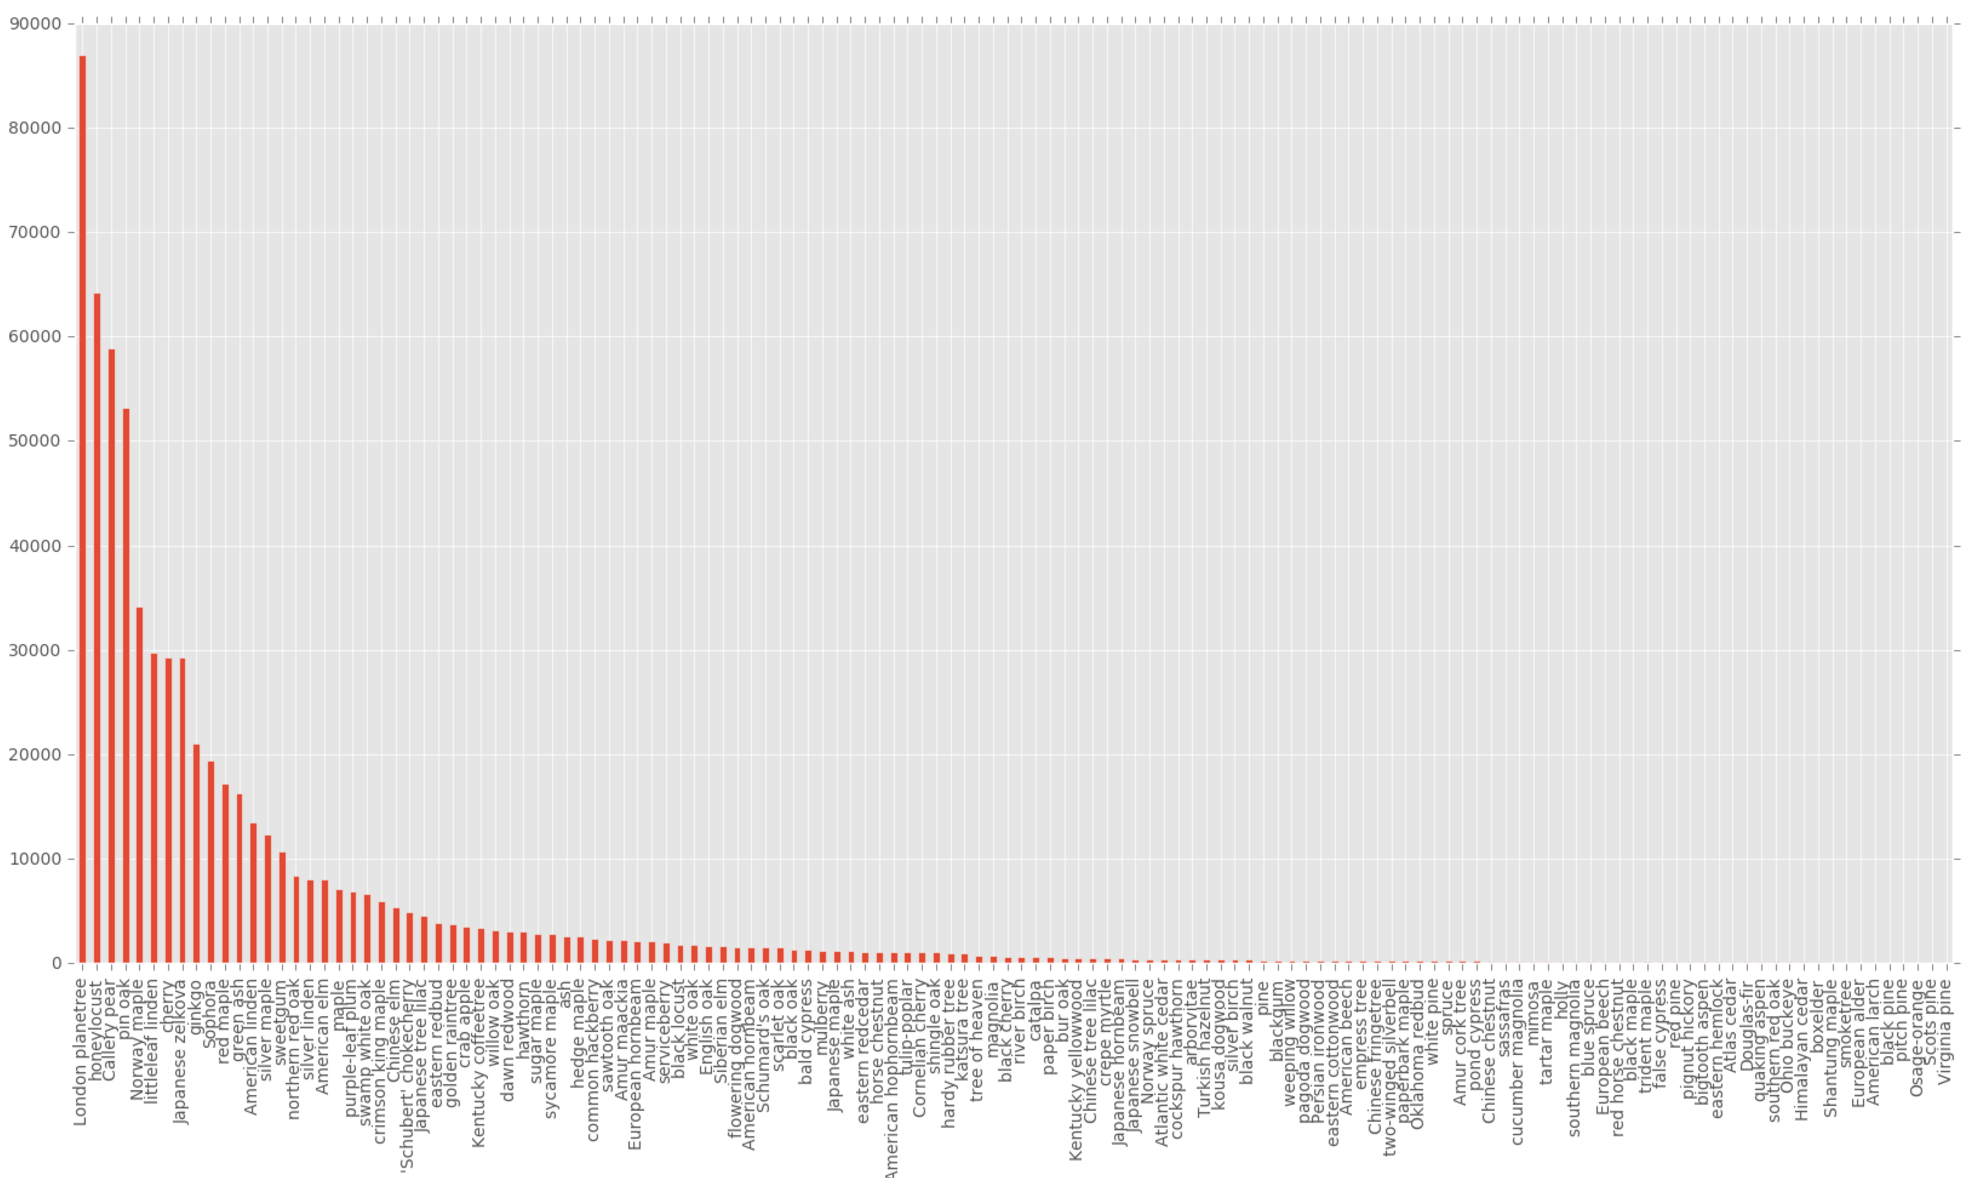 90000
80000
70000
60000
50000
40000
30000
20000
10000
0
London planetree
honeylocust
Callery pear
pin oak
Norway maple
littleleaf linden
cherry
Japanese zelkova
ginkgo
Sophora
red maple
green ash
American linden
silver maple
sweetgum
northern red oak
silver linden
American elm
maple
purple-leaf plum
swamp white oak
crimson king maple
Chinese elm
'Schubert' chokecherry
Japanese tree lilac
eastern redbud
golden raintree
crab apple
Kentucky coffeetree
willow oak
dawn redwood
hawthorn
sugar maple
sycamore maple
ash
hedge maple
common hackberry
sawtooth oak
Amur maackia
European hornbeam
Amur maple
serviceberry
black locust
white oak
English oak
Siberian elm
flowering dogwood
American hornbeam
Schumard's oak
scarlet oak
black oak
bald cypress
mulberry
Japanese maple
white ash
eastern redcedar
horse chestnut
American hophornbeam
tulip-poplar
Cornelian cherry
shingle oak
hardy rubber tree
katsura tree
tree of heaven
magnolia
black cherry
river birch
catalpa
paper birch
bur oak
Kentucky yellowwood
Chinese tree lilac
crepe myrtle
Japanese hornbeam
Japanese snowbell
Norway spruce
Atlantic white cedar
cockspur hawthorn
arborvitae
Turkish hazelnut
kousa dogwood
silver birch
black walnut
pine
blackgum
weeping willow
pagoda dogwood
Persian ironwood
eastern cottonwood
American beech
empress tree
Chinese fringetree
two-winged silverbell
paperbark maple
Oklahoma redbud
white pine
spruce
Amur cork tree
pond cypress
Chinese chestnut
sassafras
cucumber magnolia
mimosa
tartar maple
holly
southern magnolia
blue spruce
European beech
red horse chestnut
black maple
trident maple
false cypress
red pine
pignut hickory
bigtooth aspen
eastern hemlock
Atlas cedar
Douglas-fir
quaking aspen
southern red oak
Ohio buckeye
Himalayan cedar
boxelder
Shantung maple
smoketree
European alder
American larch
black pine
pitch pine
Osage-orange
Scots pine
Virginia pine